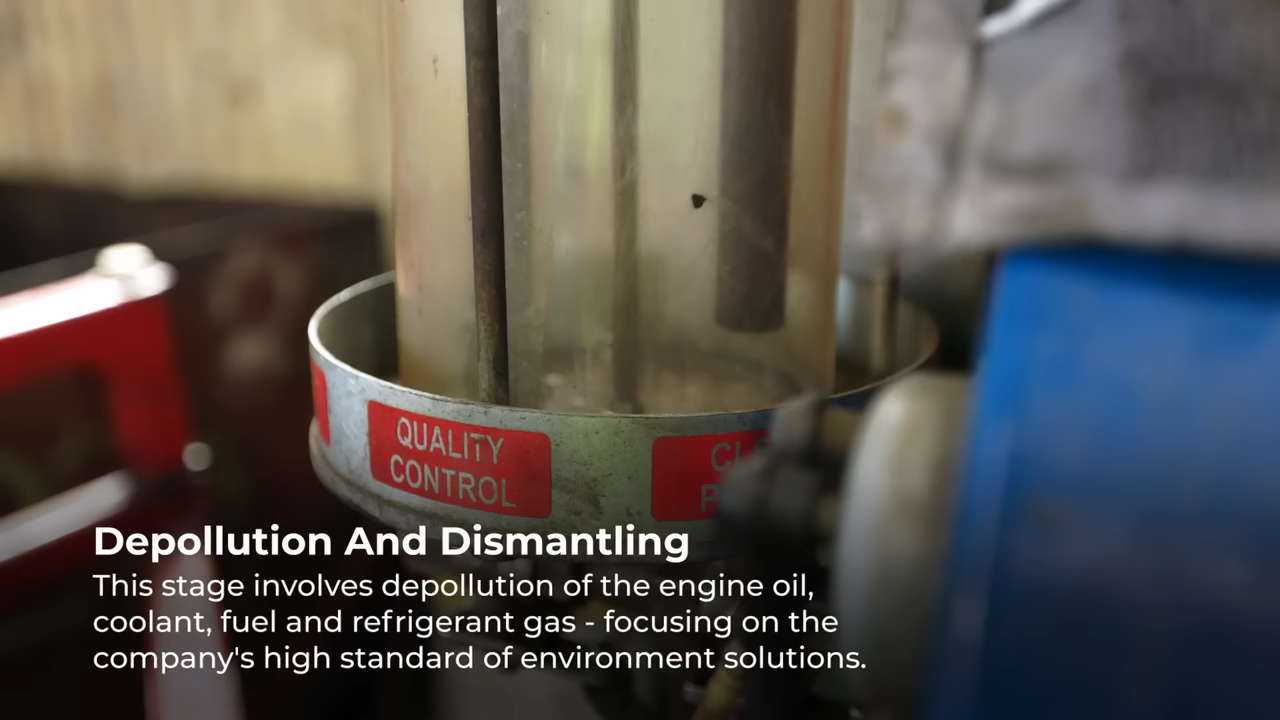 QUALITY
CONTROL
Depollution And Dismantling
This stage involves depollution of the engine oil,
coolant, fuel and refrigerant gas - focusing on the
company's high standard of environment solutions.